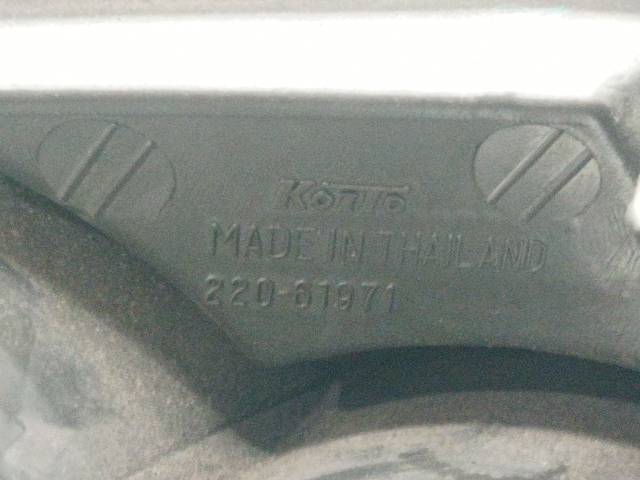 KOITO
MADE IN THAILAND
220-61971